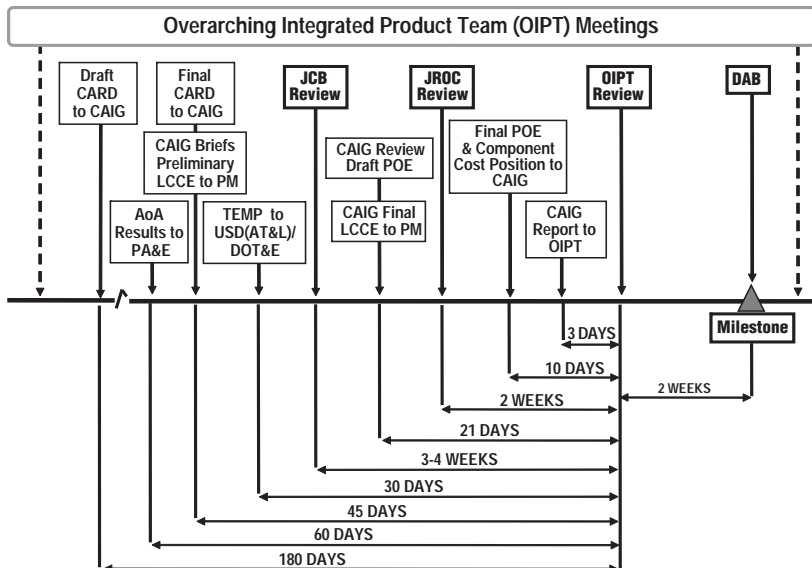 Overarching Integrated Product Team (OIPT) Meetings
Draft
CARD
to CAIG
Final
CARD
to CAIG
JCB
Review
JROC
Review
OIPT
Review
DAB
CAIG Briefs
Preliminary
LCCE to PM
CAIG Review
Draft POE
Final POE
& Component
Cost Position to
CAIG
AoA
Results to
PA&E
TEMP to
USD(AT&L)/
DOT&E
CAIG Final
LCCE to PM
CAIG
Report to
OIPT
Milestone
3 DAYS
10 DAYS
2 WEEKS
2 WEEKS
21 DAYS
3-4 WEEKS
30 DAYS
45 DAYS
60 DAYS
180 DAYS